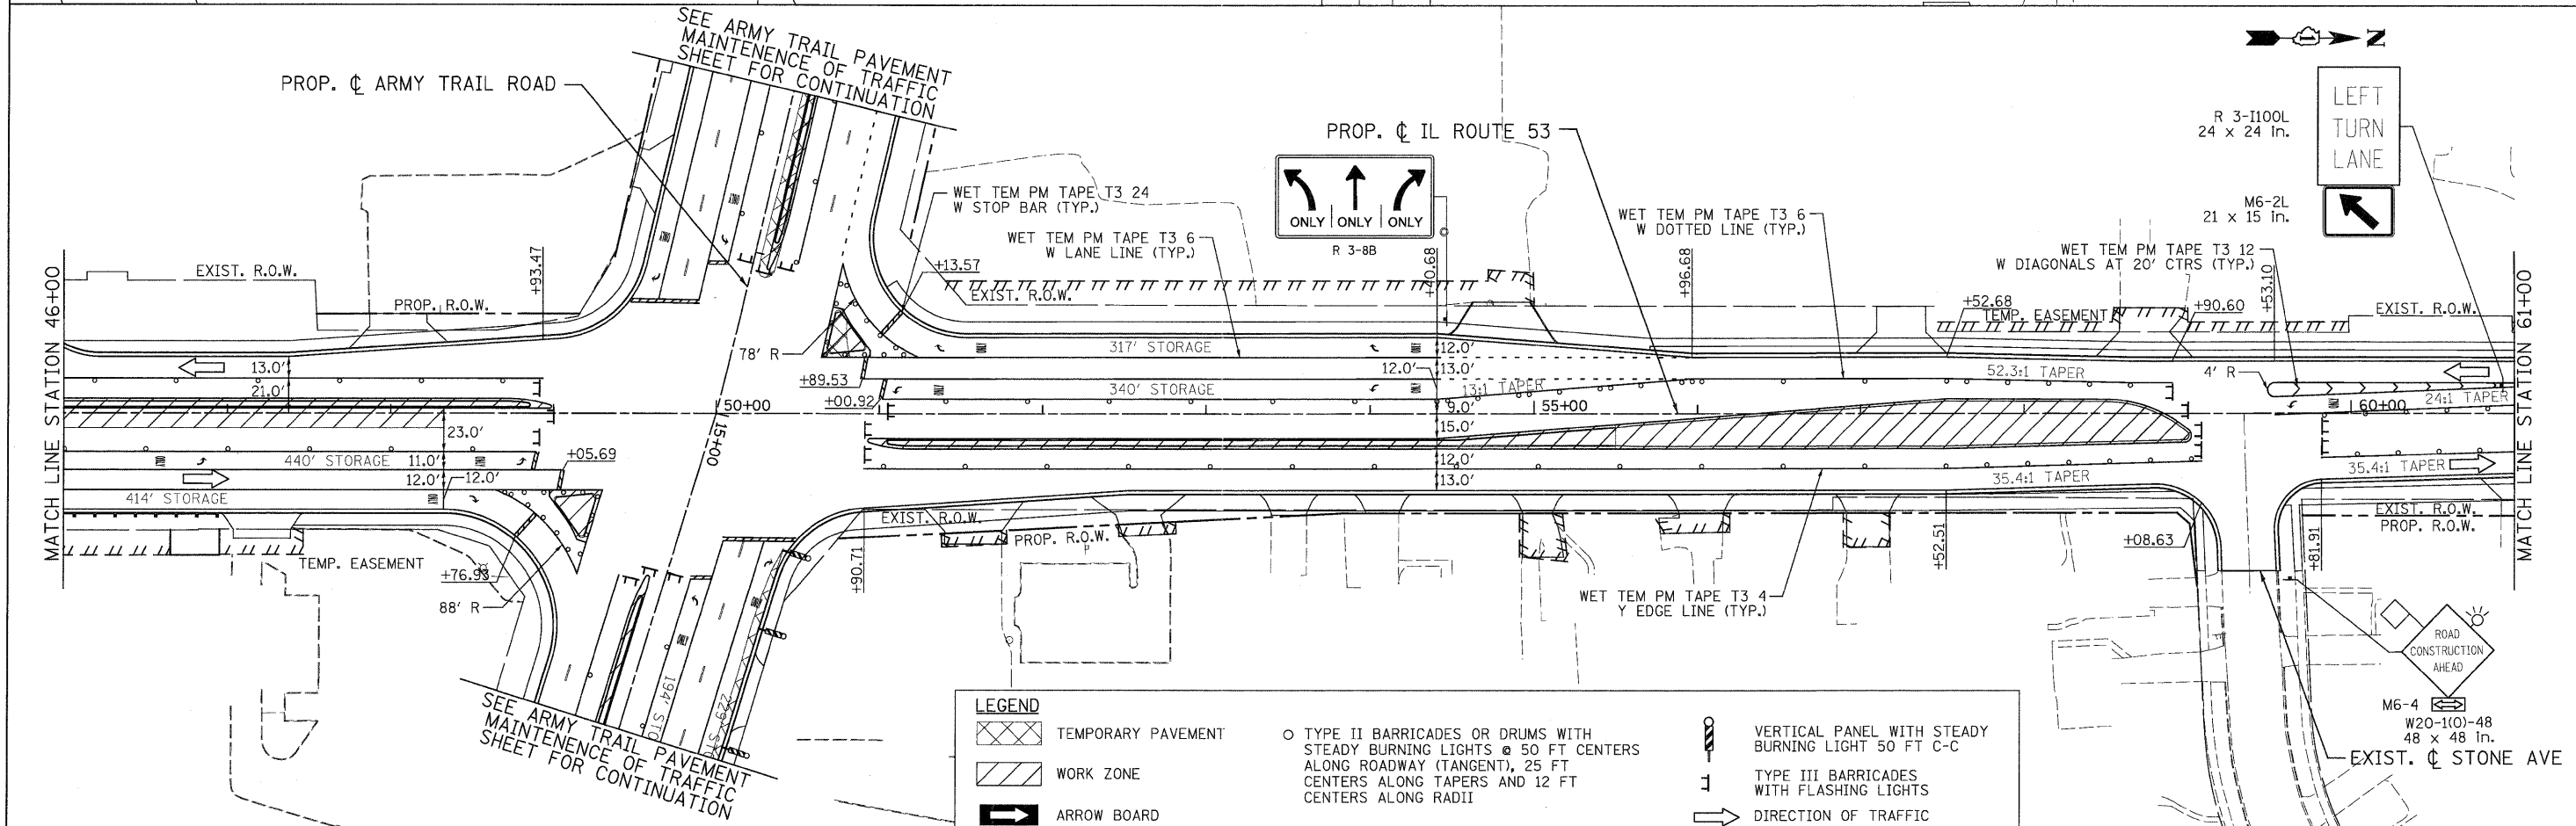 SEE ARMY TRAIL PAVEMENT
MAINTENENCE OF TRAFFIC
SHEET FOR CONTINUATION
PROP. ℄ ARMY TRAIL ROAD
PROP. ℄ IL ROUTE 53
N
LEFT
TURN
LANE
R 3-I100L
24 x 24 in.
M6-2L
21 x 15 in.
ONLY ONLY ONLY
R 3-8B
WET TEM PM TAPE T3 24
W STOP BAR (TYP.)
WET TEM PM TAPE T3 6
W LANE LINE (TYP.)
WET TEM PM TAPE T3 6
W DOTTED LINE (TYP.)
WET TEM PM TAPE T3 12
W DIAGONALS AT 20' CTRS (TYP.)
MATCH LINE STATION 46+00
MATCH LINE STATION 61+00
EXIST. R.O.W.
PROP. R.O.W.
+93.47
+13.57
EXIST. R.O.W.
+40.68
+96.68
+52.68
TEMP. EASEMENT
+90.60
+53.10
EXIST. R.O.W.
78' R
317' STORAGE
12.0'
13.0'
13.0'
21.0'
+89.53
+00.92
340' STORAGE
12.0'
13:1 TAPER
52.3:1 TAPER
4' R
24:1 TAPER
50+00
15+00
9.0'
55+00
60+00
15.0'
23.0'
440' STORAGE
11.0'
+05.69
12.0'
12.0'
12.0'
13.0'
414' STORAGE
35.4:1 TAPER
35.4:1 TAPER
TEMP. EASEMENT
+76.93
88' R
+90.71
EXIST. R.O.W.
PROP. R.O.W.
+52.51
+08.63
+81.91
EXIST. R.O.W.
PROP. R.O.W.
WET TEM PM TAPE T3 4
Y EDGE LINE (TYP.)
194' STO
229' STO
SEE ARMY TRAIL PAVEMENT
MAINTENENCE OF TRAFFIC
SHEET FOR CONTINUATION
ROAD
CONSTRUCTION
AHEAD
M6-4
W20-1(O)-48
48 x 48 in.
EXIST. ℄ STONE AVE
LEGEND
TEMPORARY PAVEMENT
WORK ZONE
ARROW BOARD
TYPE II BARRICADES OR DRUMS WITH
STEADY BURNING LIGHTS @ 50 FT CENTERS
ALONG ROADWAY (TANGENT), 25 FT
CENTERS ALONG TAPERS AND 12 FT
CENTERS ALONG RADII
VERTICAL PANEL WITH STEADY
BURNING LIGHT 50 FT C-C
TYPE III BARRICADES
WITH FLASHING LIGHTS
DIRECTION OF TRAFFIC